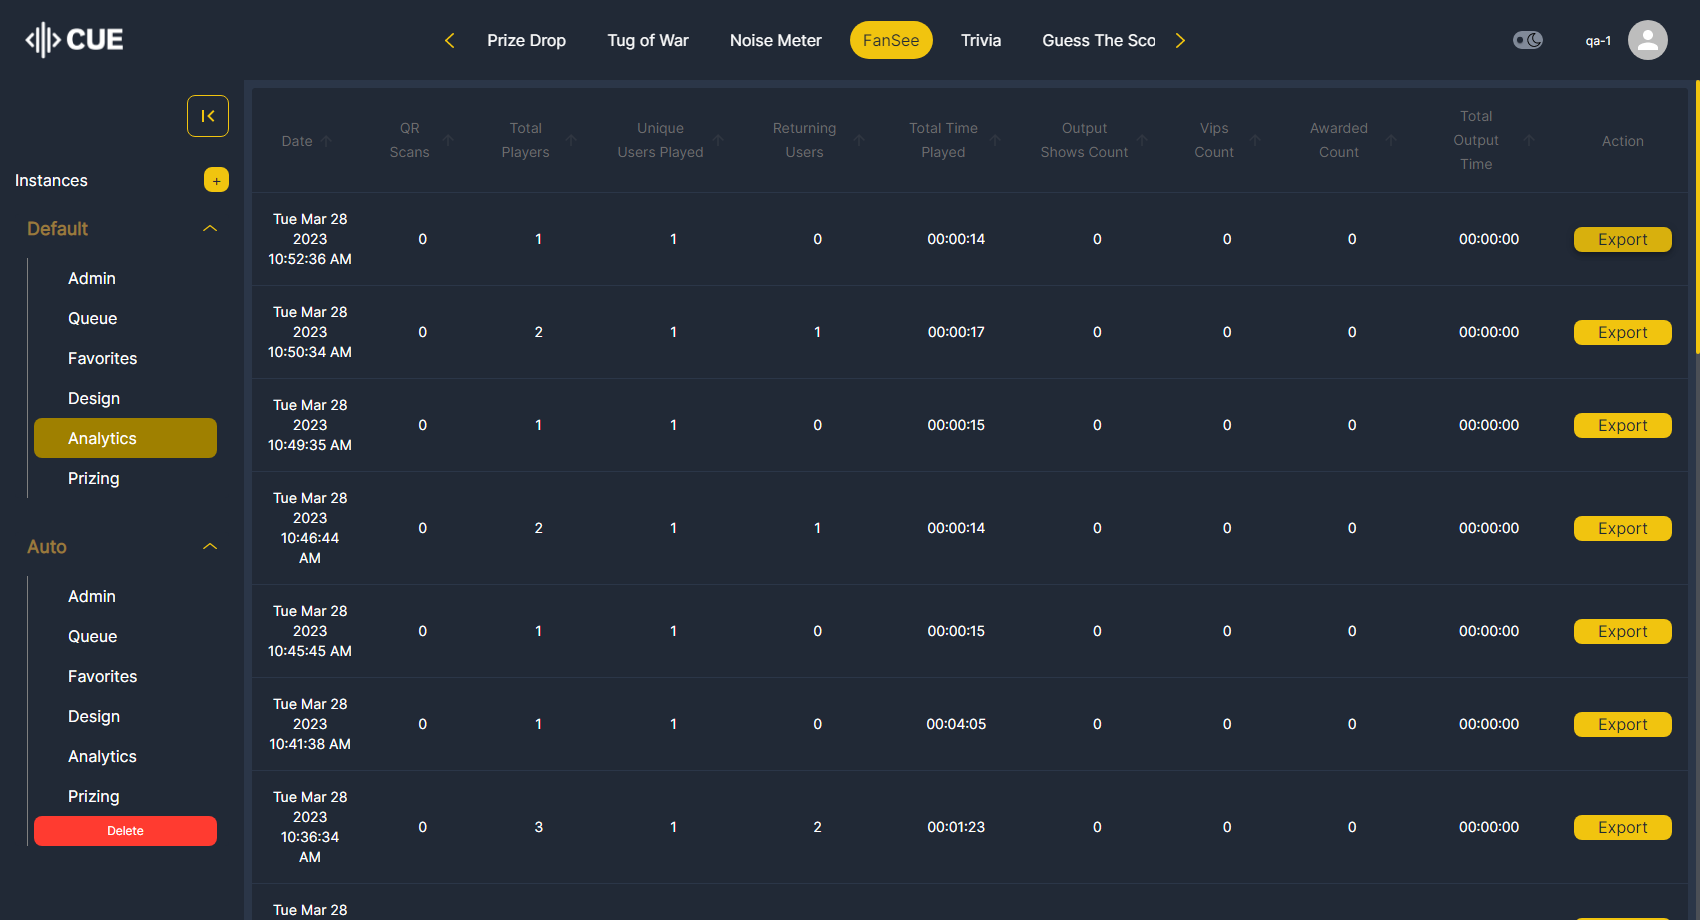 CUE
Prize Drop
Tug of War
Noise Meter
FanSee
Trivia
Guess The Sco
qa-1
Instances
+
Default
Admin
Queue
Favorites
Design
Analytics
Prizing
Auto
Admin
Queue
Favorites
Design
Analytics
Prizing
Delete
Date
QR
Scans
Total
Players
Unique
Users Played
Returning
Users
Total Time
Played
Output
Shows Count
Vips
Count
Awarded
Count
Total
Output
Time
Action
Tue Mar 28
2023
10:52:36 AM
0
1
1
0
00:00:14
0
0
0
00:00:00
Export
Tue Mar 28
2023
10:50:34 AM
0
2
1
1
00:00:17
0
0
0
00:00:00
Export
Tue Mar 28
2023
10:49:35 AM
0
1
1
0
00:00:15
0
0
0
00:00:00
Export
Tue Mar 28
2023
10:46:44
AM
0
2
1
1
00:00:14
0
0
0
00:00:00
Export
Tue Mar 28
2023
10:45:45 AM
0
1
1
0
00:00:15
0
0
0
00:00:00
Export
Tue Mar 28
2023
10:41:38 AM
0
1
1
0
00:04:05
0
0
0
00:00:00
Export
Tue Mar 28
2023
10:36:34
AM
0
3
1
2
00:01:23
0
0
0
00:00:00
Export
Tue Mar 28